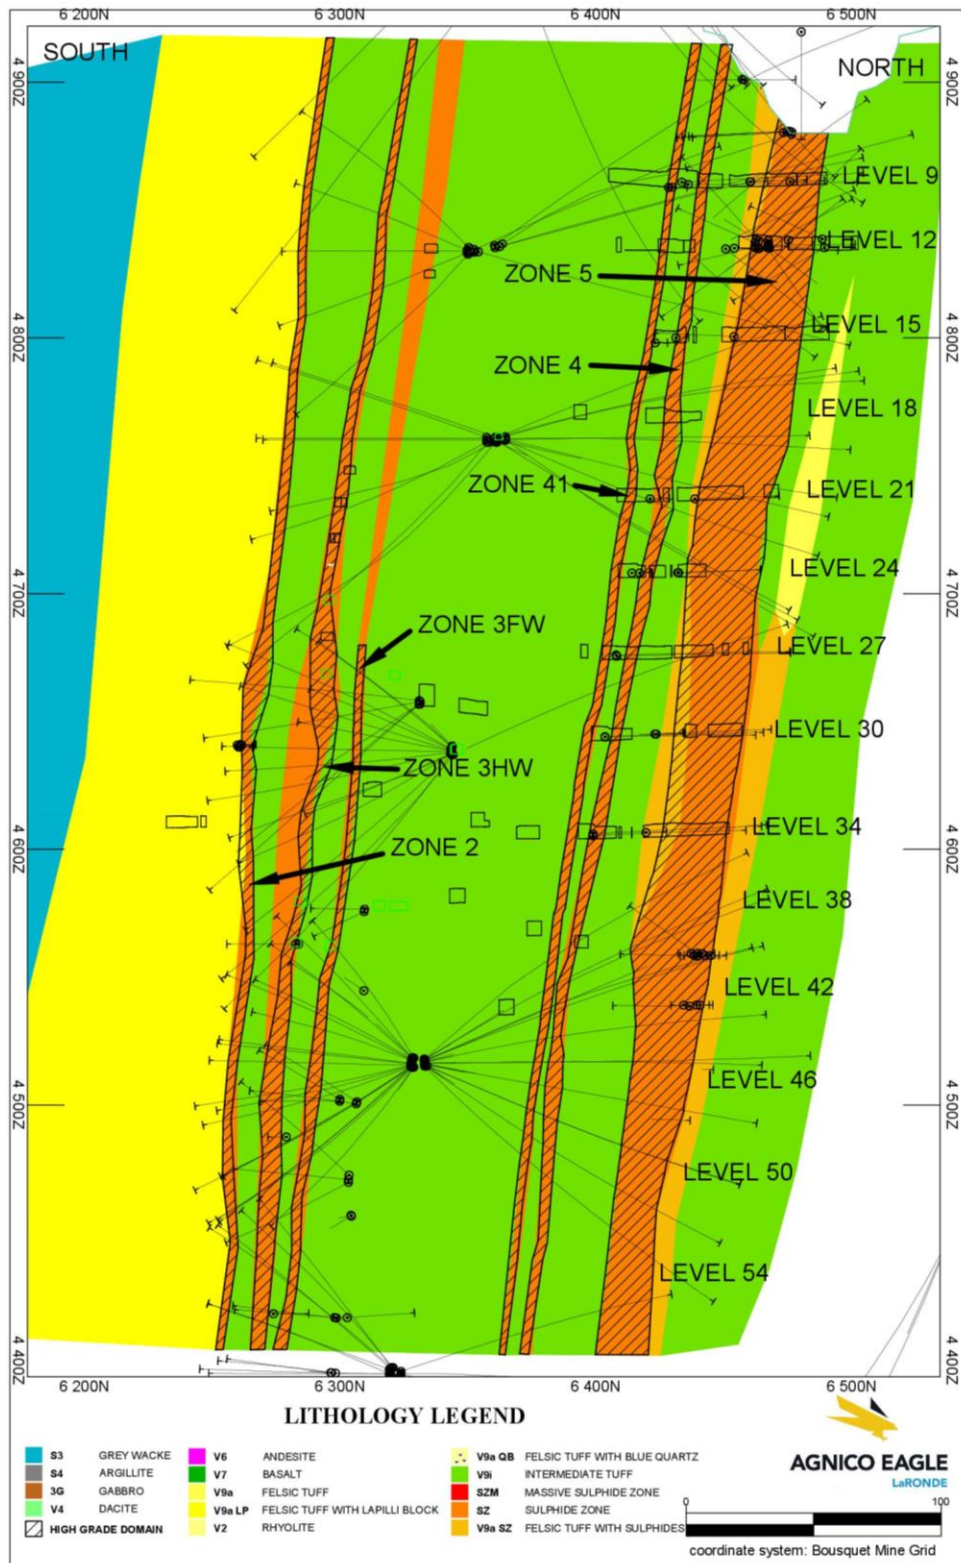 6 200N 6 300N 6 400N 6 500N
SOUTH
NORTH
4 900Z 4 900Z
LEVEL 9
LEVEL 12
ZONE 5
LEVEL 15
4 800Z 4 800Z
ZONE 4
LEVEL 18
ZONE 41
LEVEL 21
LEVEL 24
4 700Z 4 700Z
ZONE 3FW
LEVEL 27
LEVEL 30
ZONE 3HW
LEVEL 34
ZONE 2
4 600Z 4 600Z
LEVEL 38
LEVEL 42
LEVEL 46
4 500Z 4 500Z
LEVEL 50
LEVEL 54
4 400Z 4 400Z
6 200N 6 300N 6 400N 6 500N
LITHOLOGY LEGEND
S3 GREY WACKE
S4 ARGILLITE
3G GABBRO
V4 DACITE
HIGH GRADE DOMAIN
V6 ANDESITE
V7 BASALT
V9a FELSIC TUFF
V9a LP FELSIC TUFF WITH LAPILLI BLOCK
V2 RHYOLITE
V9a QB FELSIC TUFF WITH BLUE QUARTZ
V9i INTERMEDIATE TUFF
SZM MASSIVE SULPHIDE ZONE
SZ SULPHIDE ZONE
V9a SZ FELSIC TUFF WITH SULPHIDES
AGNICO EAGLE
LaRONDE
0 100
coordinate system: Bousquet Mine Grid